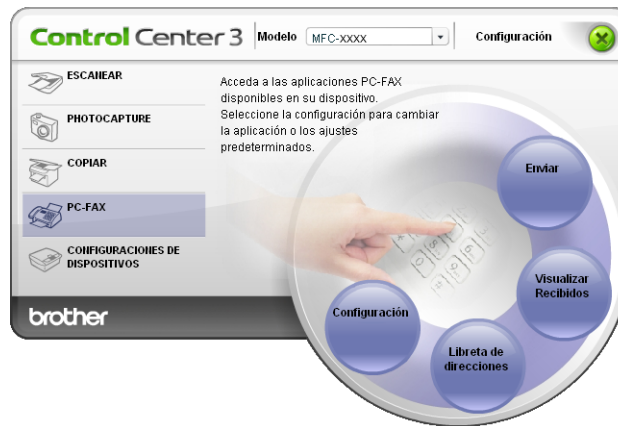 Control Center 3
Modelo
MFC-XXXX
Configuración
ESCANEAR
PHOTOCAPTURE
COPIAR
PC-FAX
CONFIGURACIONES DE
DISPOSITIVOS
brother
Acceda a las aplicaciones PC-FAX
disponibles en su dispositivo.
Seleccione la configuración para cambiar
la aplicación o los ajustes
predeterminados.
Enviar
Visualizar
Recibidos
Libreta de
direcciones
Configuración